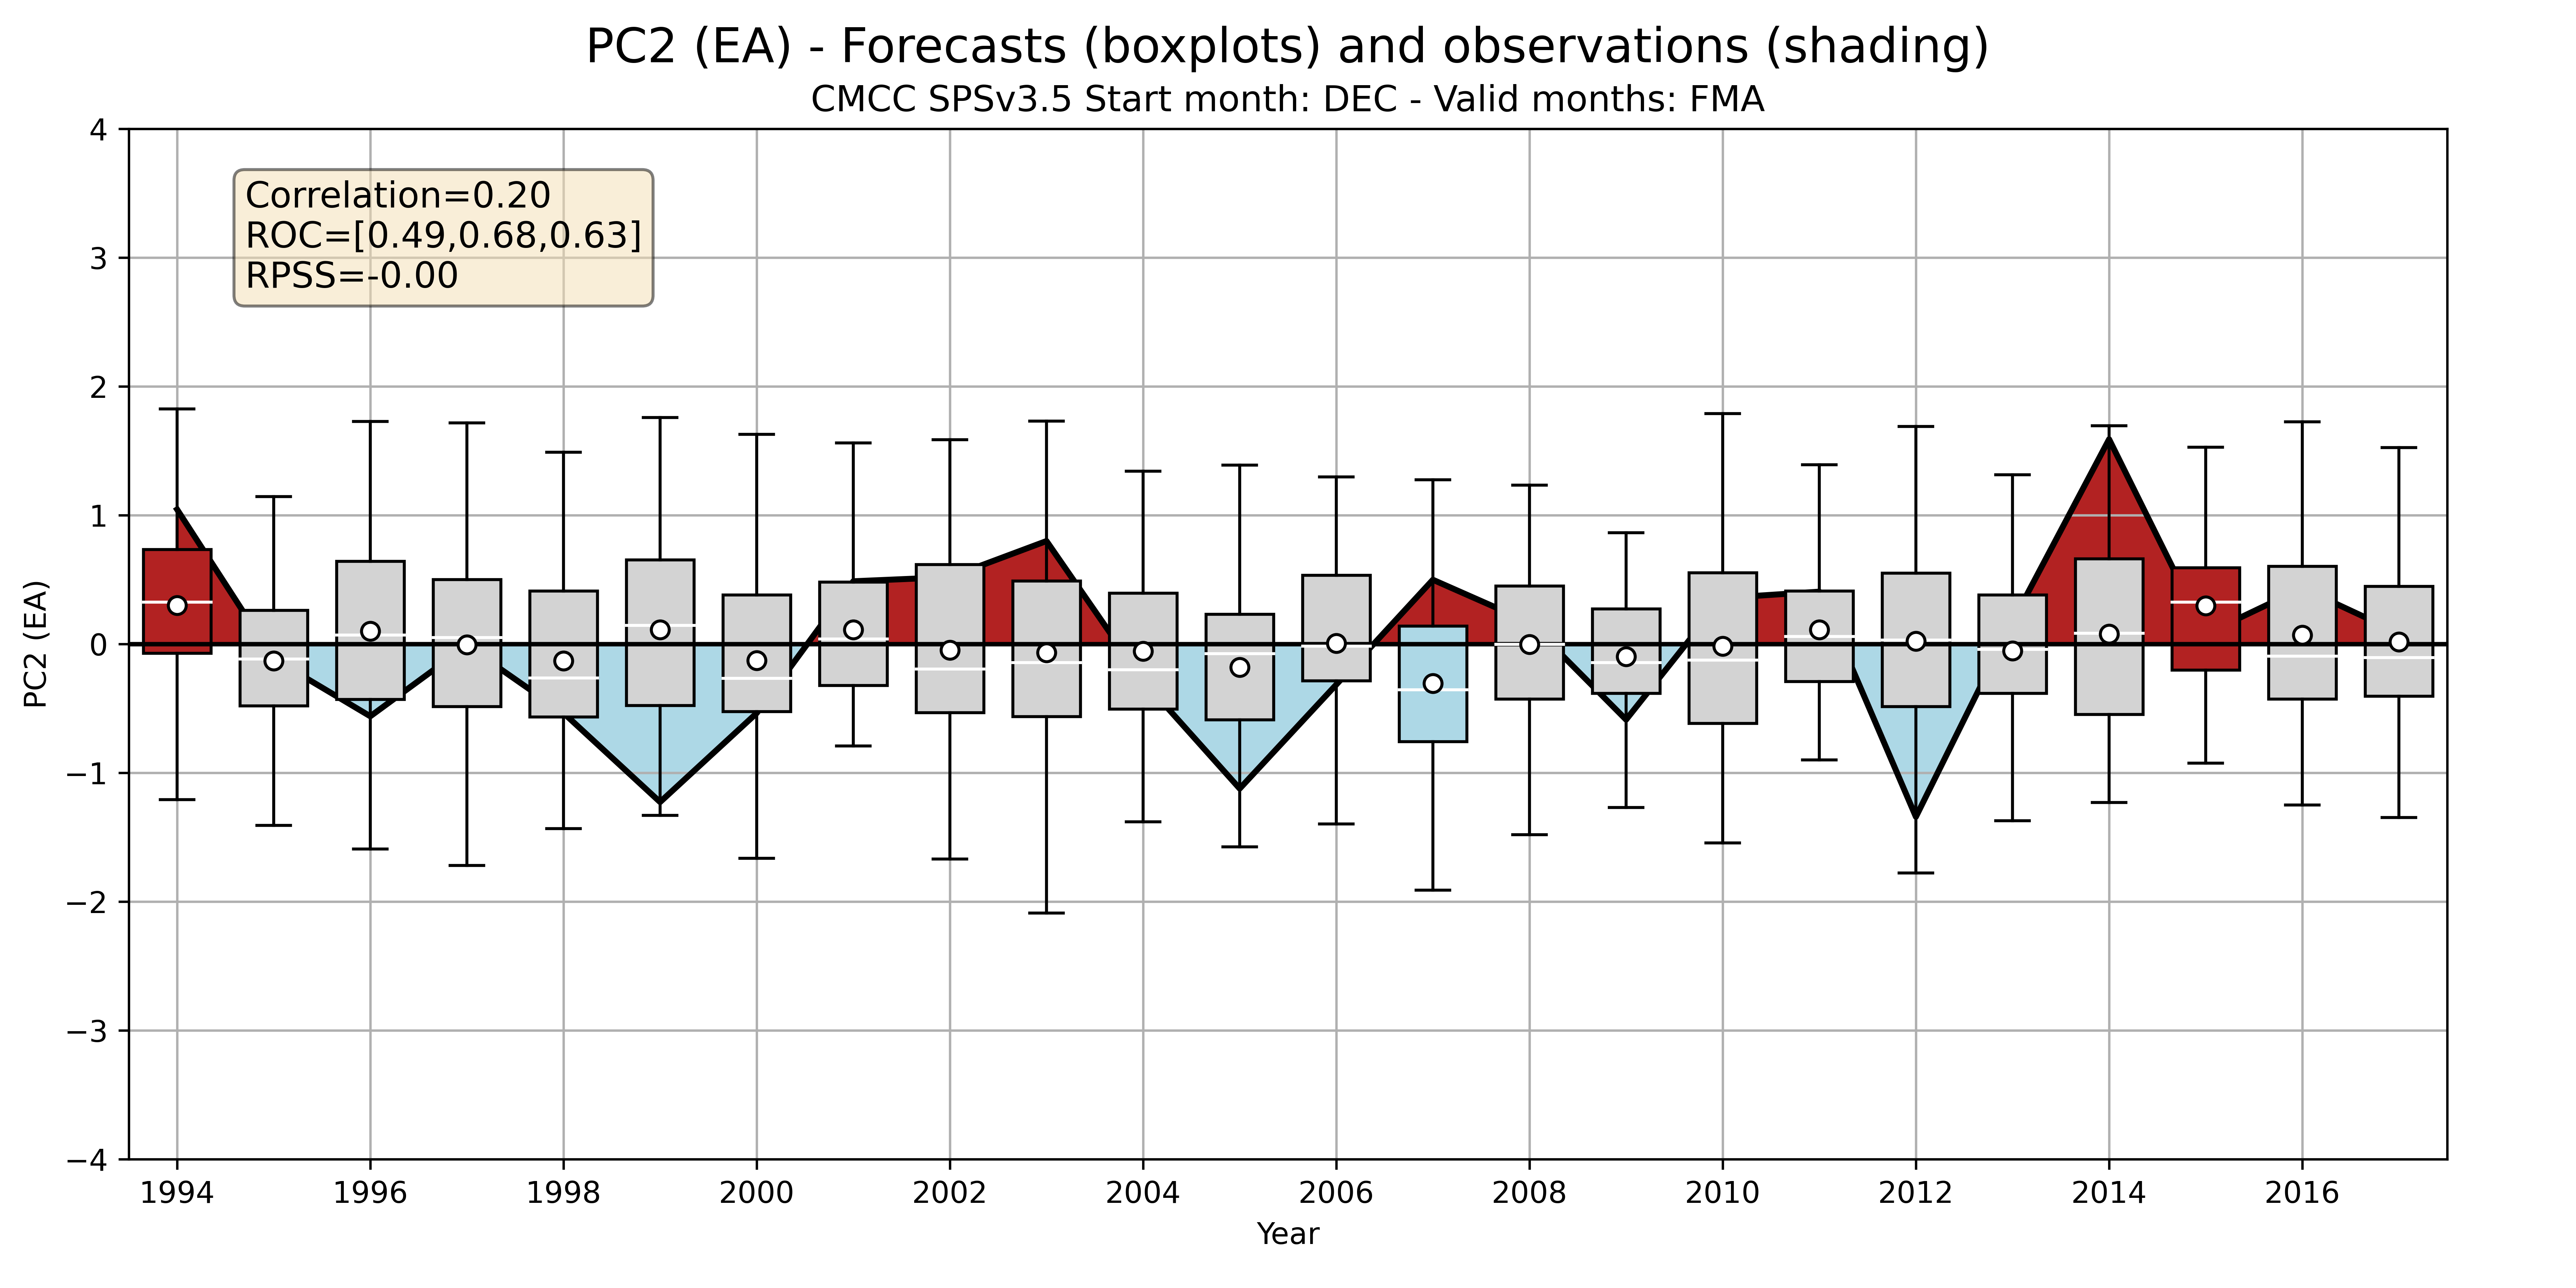 PC2 (EA) - Forecasts (boxplots) and observations (shading)
CMCC SPSv3.5 Start month: DEC - Valid months: FMA
4
Correlation=0.20
ROC=[0.49,0.68,0.63]
RPSS=-0.00
3
2
1
0
−1
−2
−3
−4
PC2 (EA)
1994 1996 1998 2000 2002 2004 2006 2008 2010 2012 2014 2016
Year